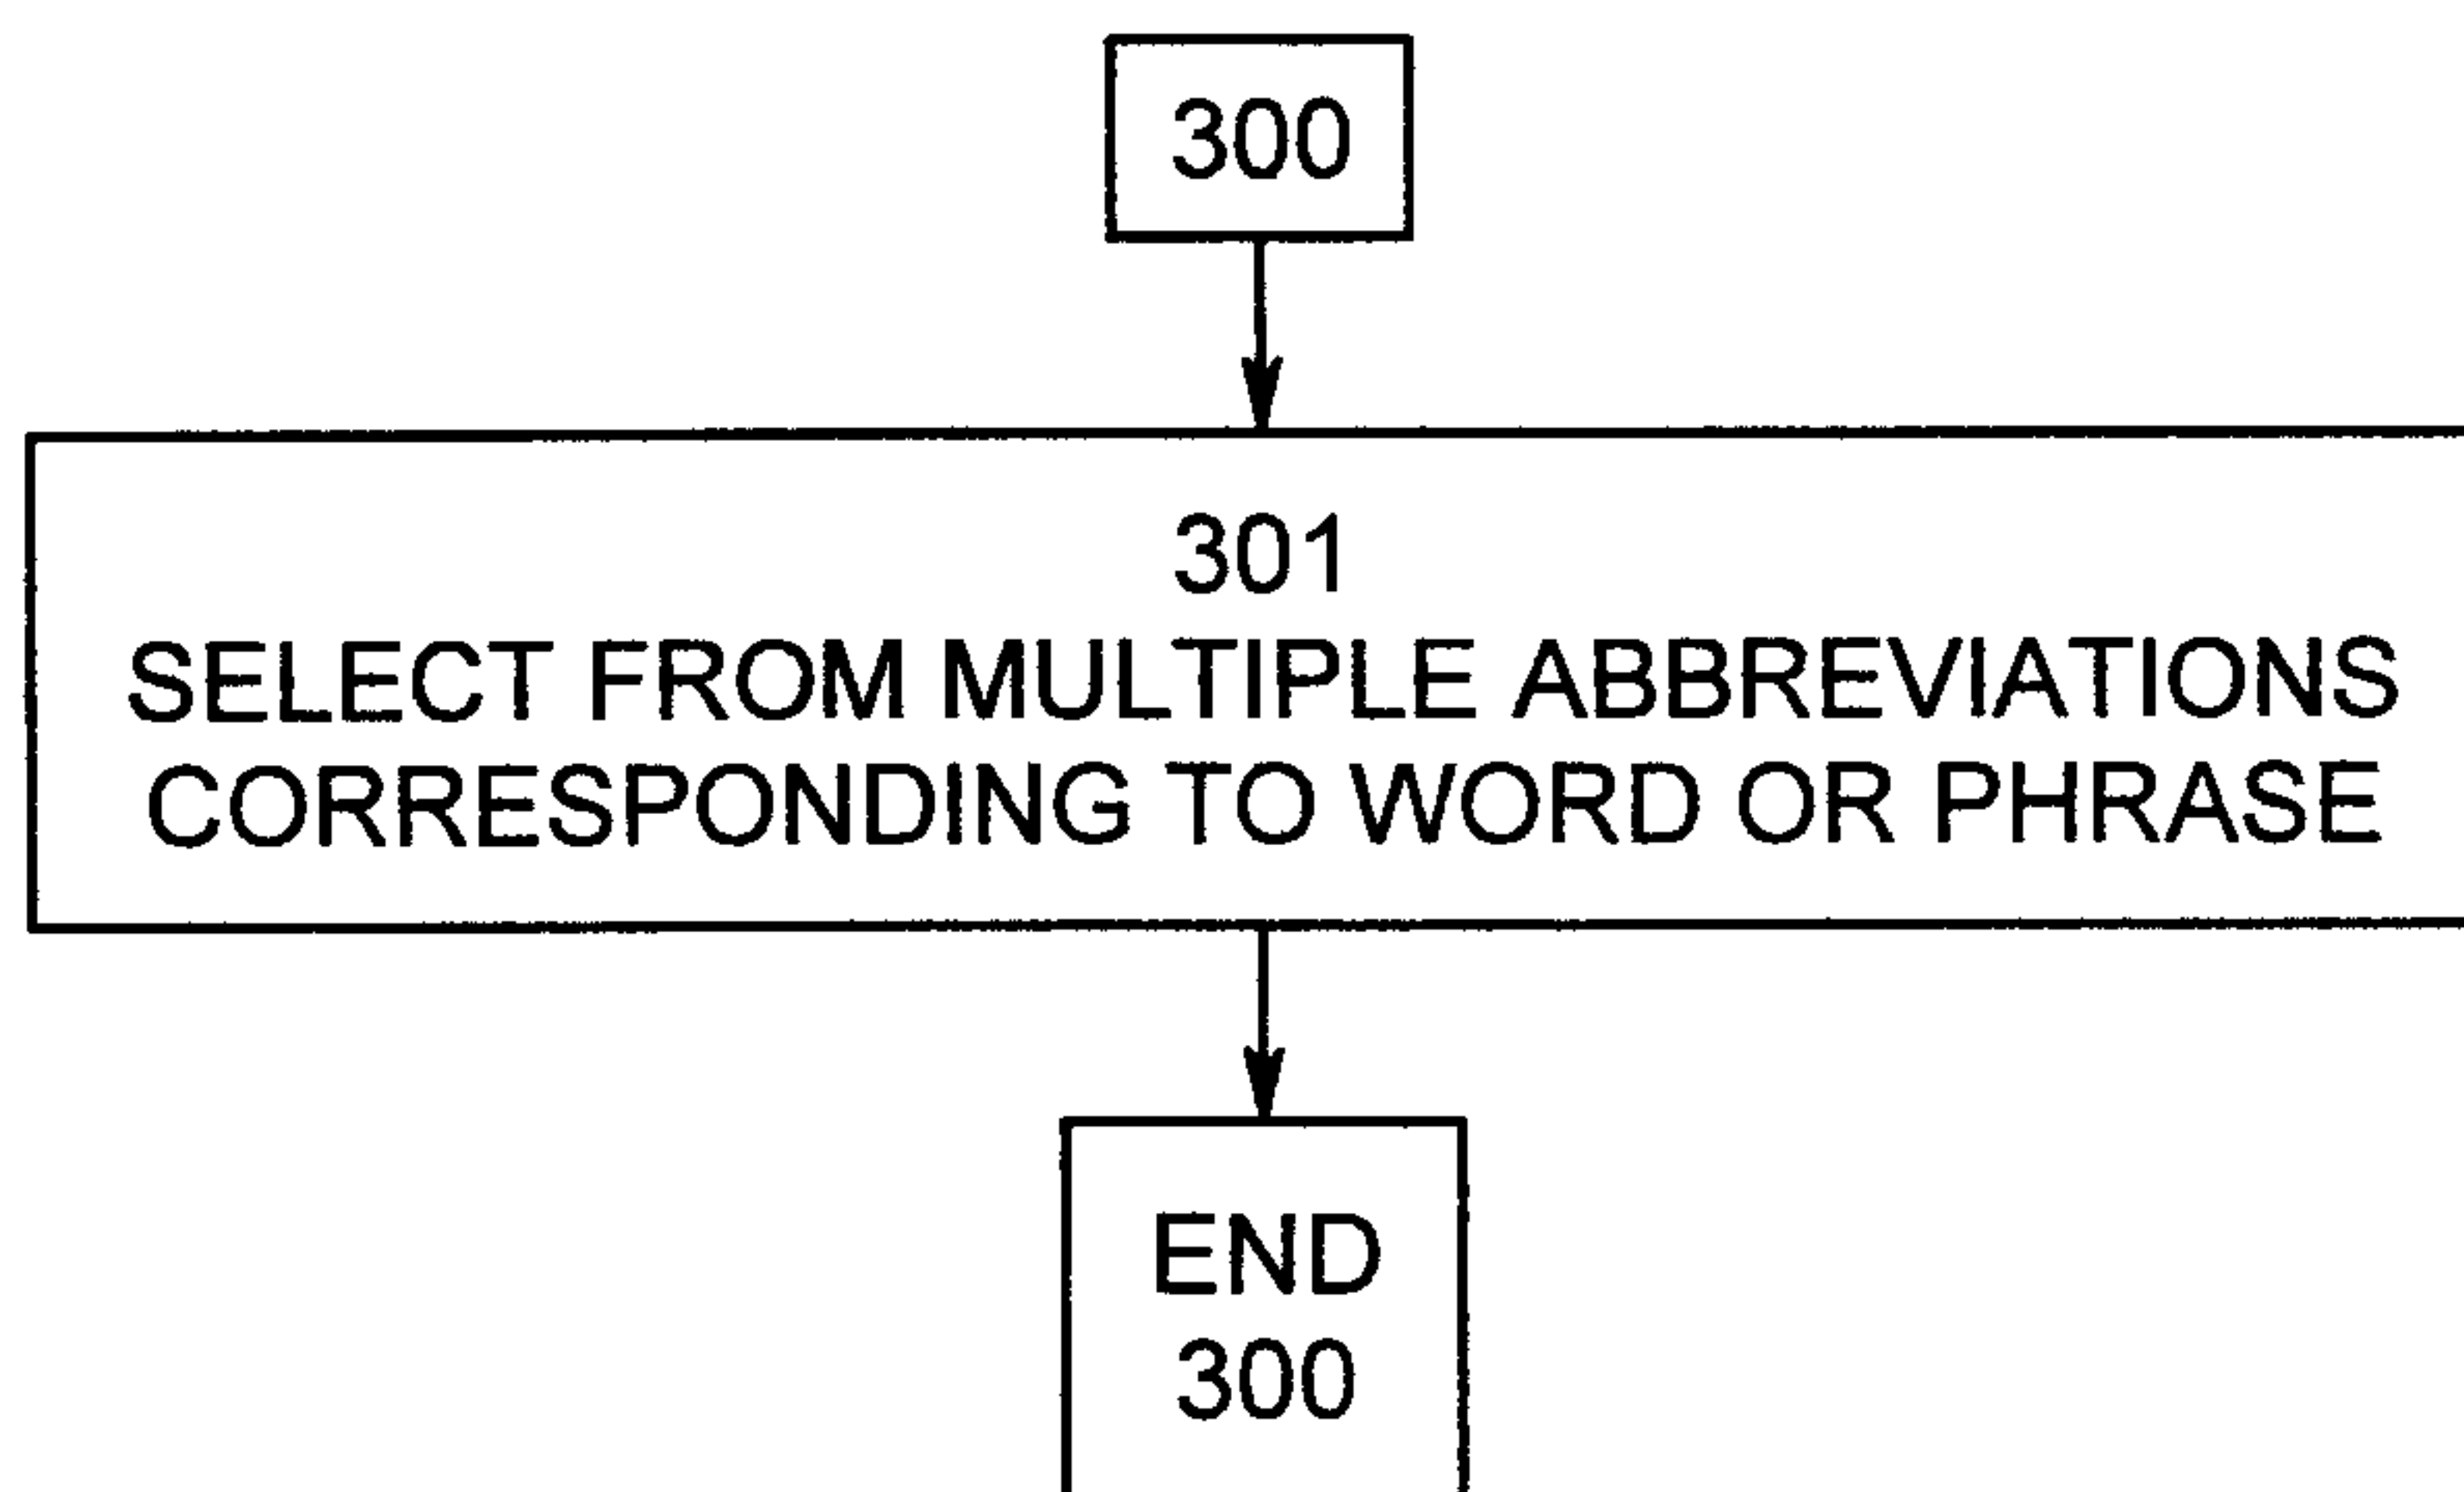 300
301
SELECT FROM MULTIPLE ABBREVIATIONS
CORRESPONDING TO WORD OR PHRASE
END
300